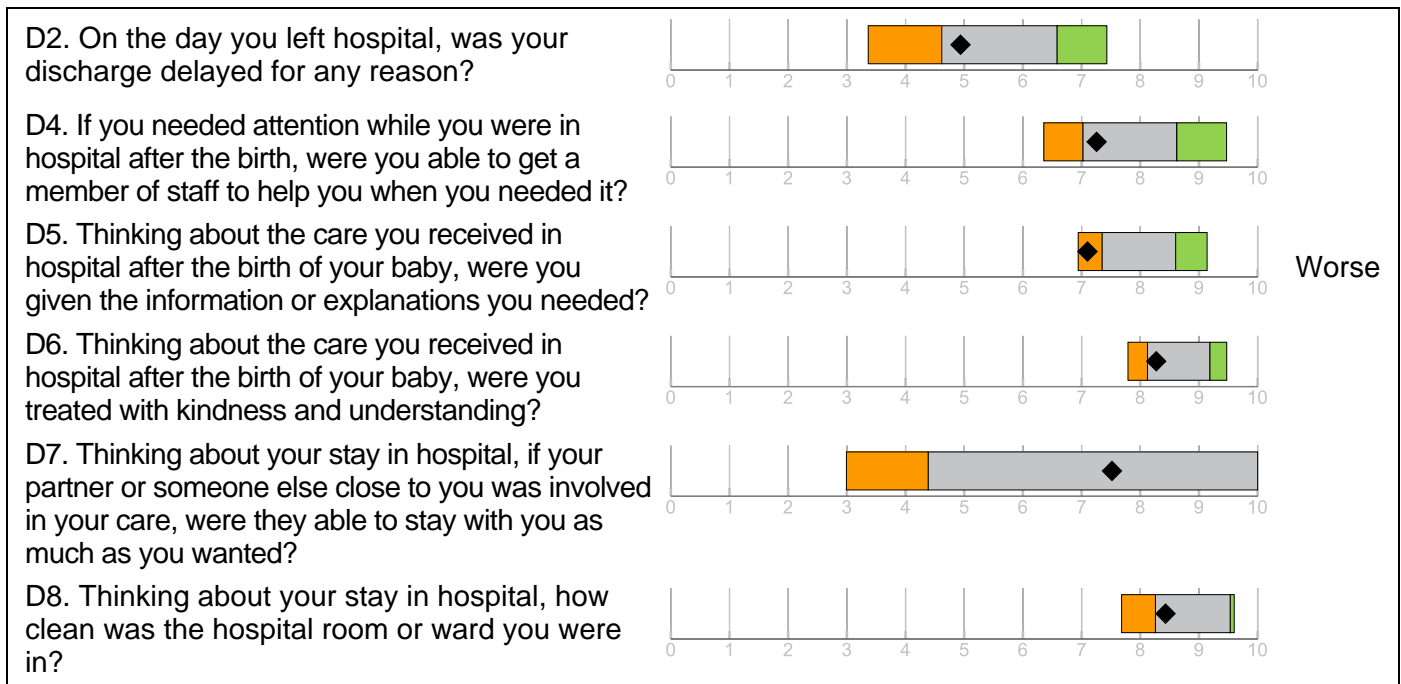 D2. On the day you left hospital, was your
discharge delayed for any reason?
0 1 2 3 4 5 6 7 8 9 10
D4. If you needed attention while you were in
hospital after the birth, were you able to get a
member of staff to help you when you needed it?
0 1 2 3 4 5 6 7 8 9 10
D5. Thinking about the care you received in
hospital after the birth of your baby, were you
given the information or explanations you needed?
0 1 2 3 4 5 6 7 8 9 10
Worse
D6. Thinking about the care you received in
hospital after the birth of your baby, were you
treated with kindness and understanding?
0 1 2 3 4 5 6 7 8 9 10
D7. Thinking about your stay in hospital, if your
partner or someone else close to you was involved
in your care, were they able to stay with you as
much as you wanted?
0 1 2 3 4 5 6 7 8 9 10
D8. Thinking about your stay in hospital, how
clean was the hospital room or ward you were
in?
0 1 2 3 4 5 6 7 8 9 10